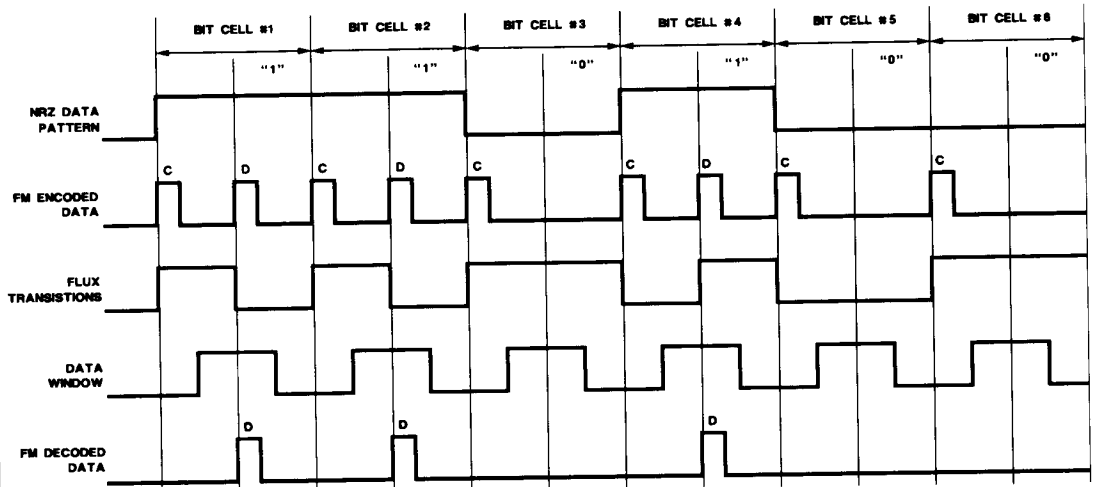 BIT CELL #1 BIT CELL #2 BIT CELL #3 BIT CELL #4 BIT CELL #5 BIT CELL #6
"1" "1" "0" "1" "0" "0"
NRZ DATA
PATTERN
C D C D C C D C C
FM ENCODED
DATA
FLUX
TRANSISTIONS
DATA
WINDOW
D D D
FM DECODED
DATA